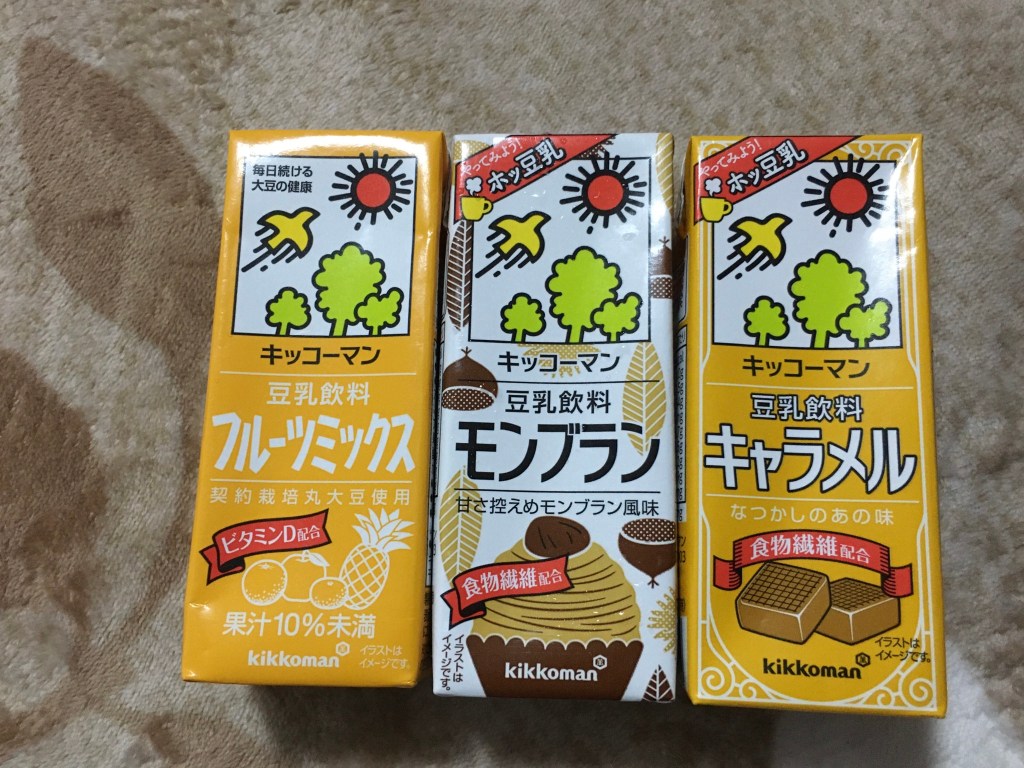 毎日続ける
大豆の健康
キッコーマン
豆乳飲料
フルーツミックス
契約栽培丸大豆使用
ビタミンD配合
果汁10%未満
kikkoman
イラストは
イメージです。
やってみよう!
ホッ豆乳
キッコーマン
豆乳飲料
モンブラン
甘さ控えめモンブラン風味
食物繊維配合
イラストは
イメージです。
kikkoman
やってみよう!
ホッ豆乳
キッコーマン
豆乳飲料
キャラメル
なつかしのあの味
食物繊維配合
イラストは
イメージです。
kikkoman